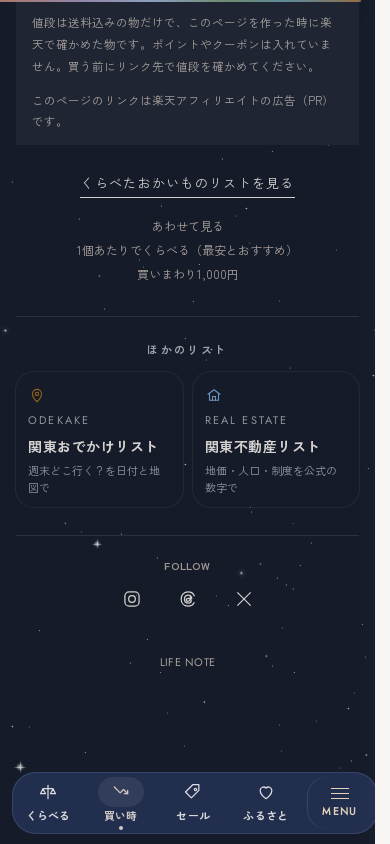 値段は送料込みの物だけで、このページを作った時に楽
天で確かめた物です。ポイントやクーポンは入れていま
せん。買う前にリンク先で値段を確かめてください。
このページのリンクは楽天アフィリエイトの広告（PR）
です。
くらべたおかいものリストを見る
あわせて見る
1個あたりでくらべる（最安とおすすめ）
買いまわり1,000円
ほかのリスト
ODEKAKE
関東おでかけリスト
週末どこ行く？を日付と地
図で
REAL ESTATE
関東不動産リスト
地価・人口・制度を公式の
数字で
FOLLOW
LIFE NOTE
くらべる
買い時
セール
ふるさと
MENU